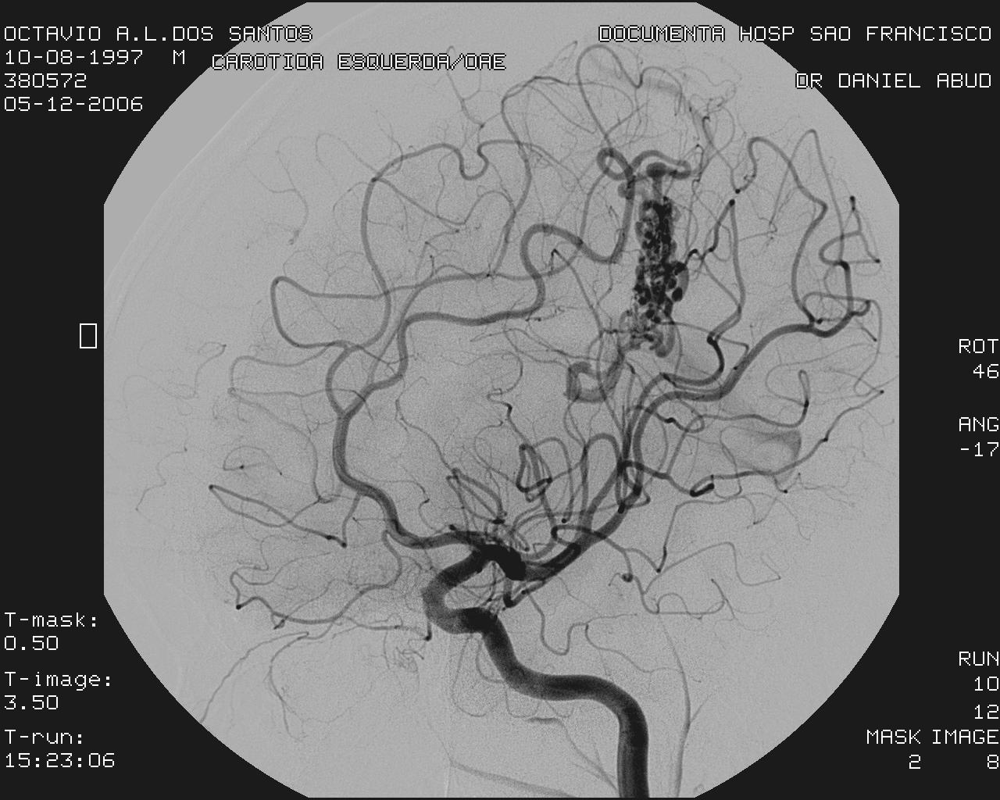 OCTAVIO A.L.DOS SANTOS
10-08-1997 M
380572
05-12-2006
CAROTIDA ESQUERDA/OAE
DOCUMENTA HOSP SAO FRANCISCO
DR DANIEL ABUD
ROT
46
ANG
-17
T-mask:
0.50
T-image:
3.50
T-run:
15:23:06
RUN
10
12
MASK IMAGE
2 8